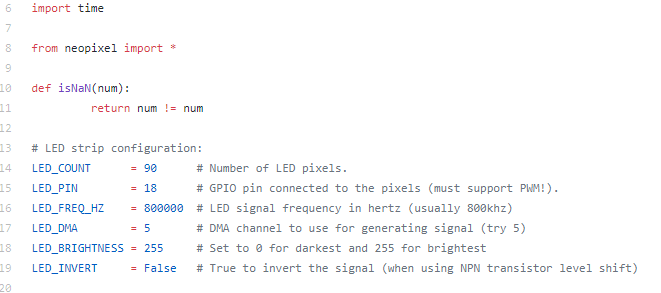 6 import time
7
8 from neopixel import *
9
10 def isNaN(num):
11 return num != num
12
13 # LED strip configuration:
14 LED_COUNT = 90 # Number of LED pixels.
15 LED_PIN = 18 # GPIO pin connected to the pixels (must support PWM!).
16 LED_FREQ_HZ = 800000 # LED signal frequency in hertz (usually 800khz)
17 LED_DMA = 5 # DMA channel to use for generating signal (try 5)
18 LED_BRIGHTNESS = 255 # Set to 0 for darkest and 255 for brightest
19 LED_INVERT = False # True to invert the signal (when using NPN transistor level shift)
20